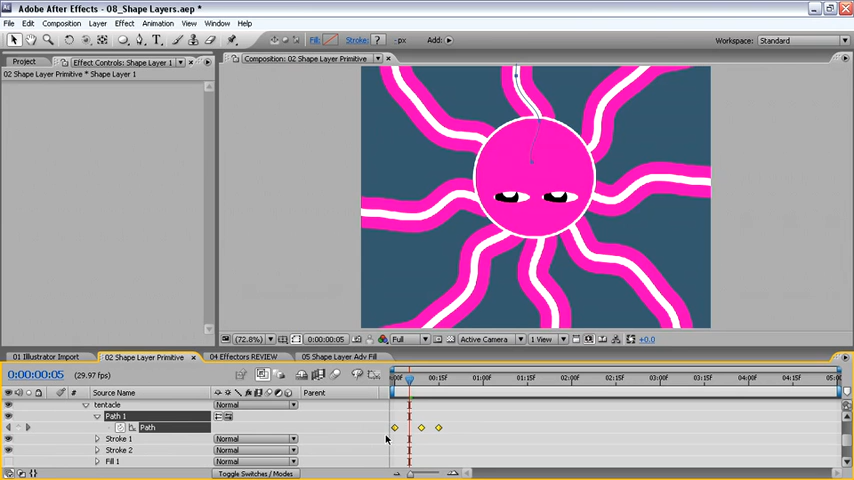 Adobe After Effects - 08_Shape Layers.aep *
File Edit Composition Layer Effect Animation View Window Help
Fill: Stroke: ? - px Add: Workspace: Standard
Project Effect Controls: Shape Layer 1
Composition: 02 Shape Layer Primitive
02 Shape Layer Primitive * Shape Layer 1
(72.8%) 0:00:00:05 Full Active Camera 1 View +0.0
01 Illustrator Import 02 Shape Layer Primitive × 04 Effectors REVIEW 05 Shape Layer Adv Fill
0:00:00:05 (29.97 fps)
00:15f 01:00f 01:15f 02:00f 02:15f 03:00f 03:15f 04:00f 04:15f
# Source Name Parent
tentacle Normal
Path 1
Path
Stroke 1 Normal
Stroke 2 Normal
Fill 1 Normal
Toggle Switches / Modes